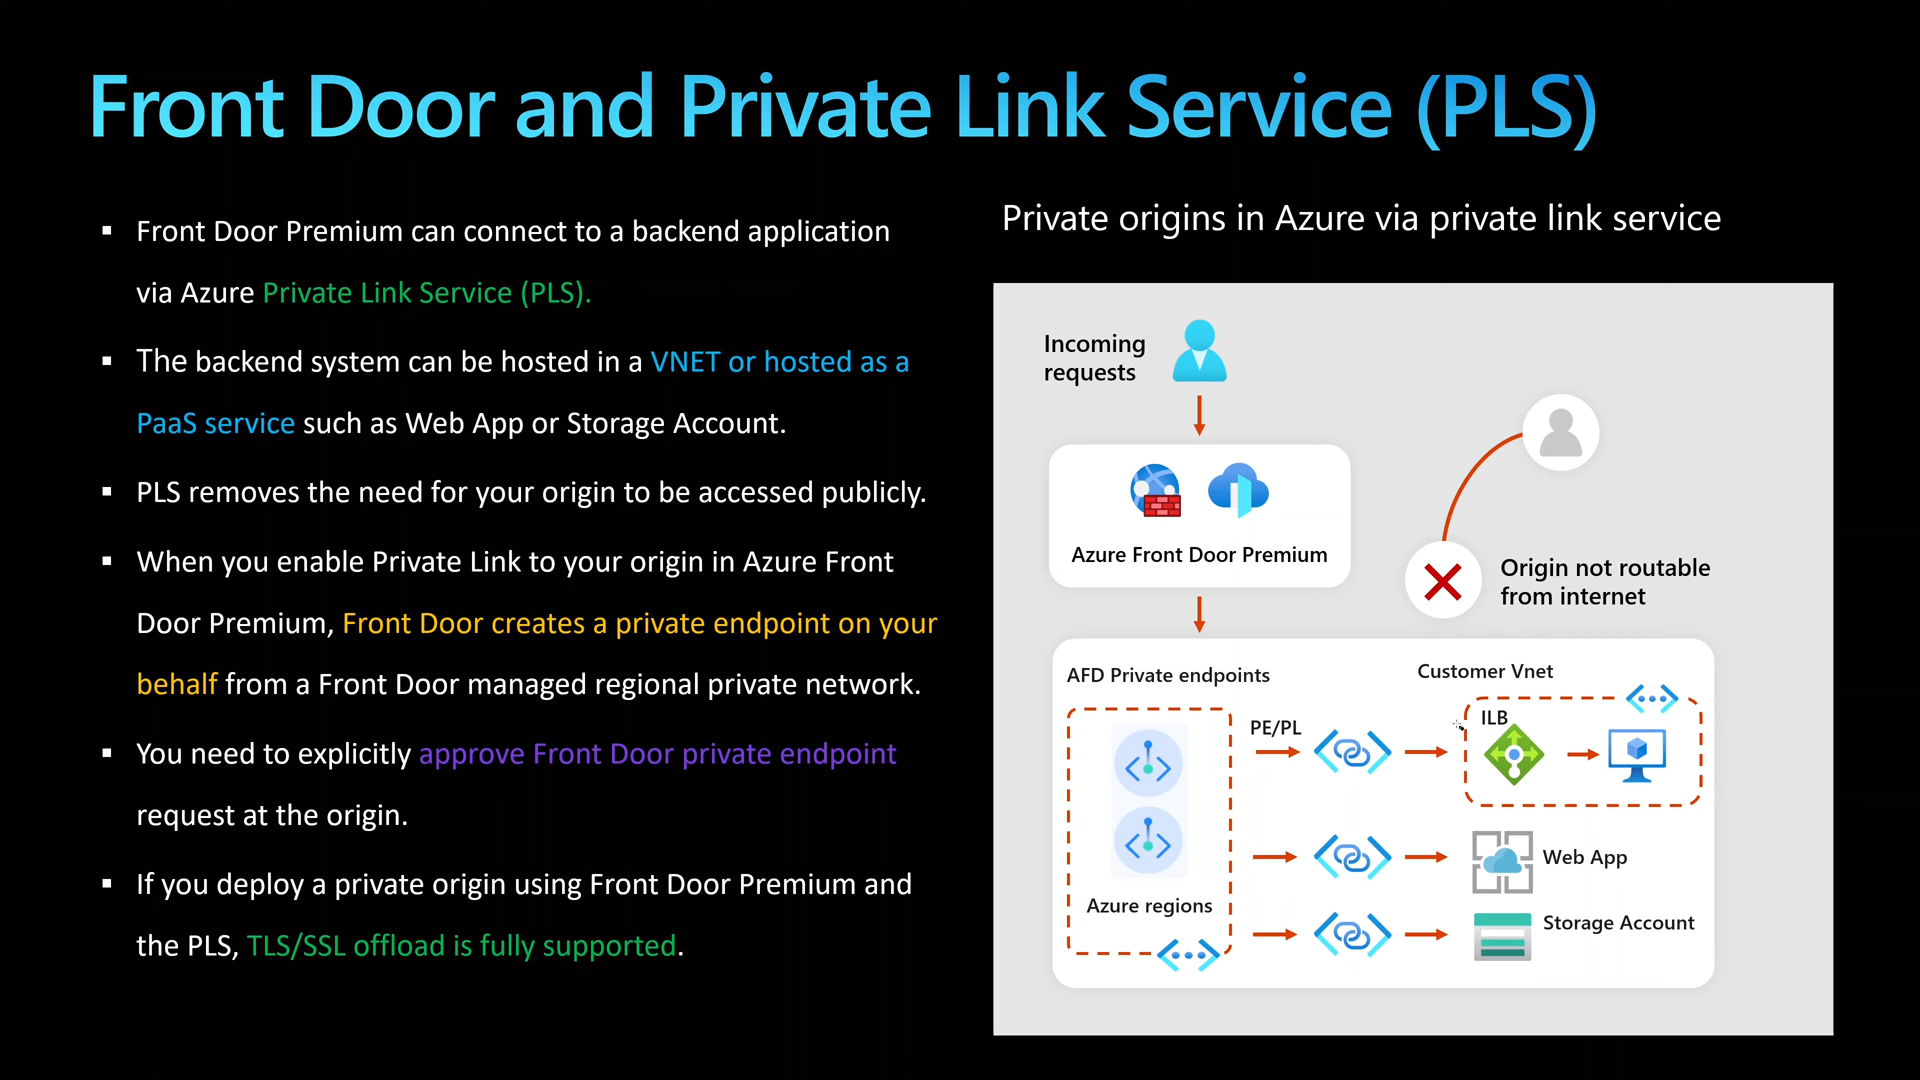 Front Door and Private Link Service (PLS)
▪ Front Door Premium can connect to a backend application
via Azure Private Link Service (PLS).
▪ The backend system can be hosted in a VNET or hosted as a
PaaS service such as Web App or Storage Account.
▪ PLS removes the need for your origin to be accessed publicly.
▪ When you enable Private Link to your origin in Azure Front
Door Premium, Front Door creates a private endpoint on your
behalf from a Front Door managed regional private network.
▪ You need to explicitly approve Front Door private endpoint
request at the origin.
▪ If you deploy a private origin using Front Door Premium and
the PLS, TLS/SSL offload is fully supported.
Private origins in Azure via private link service
Incoming
requests
Azure Front Door Premium
Origin not routable
from internet
AFD Private endpoints
Customer Vnet
PE/PL
ILB
Web App
Azure regions
Storage Account